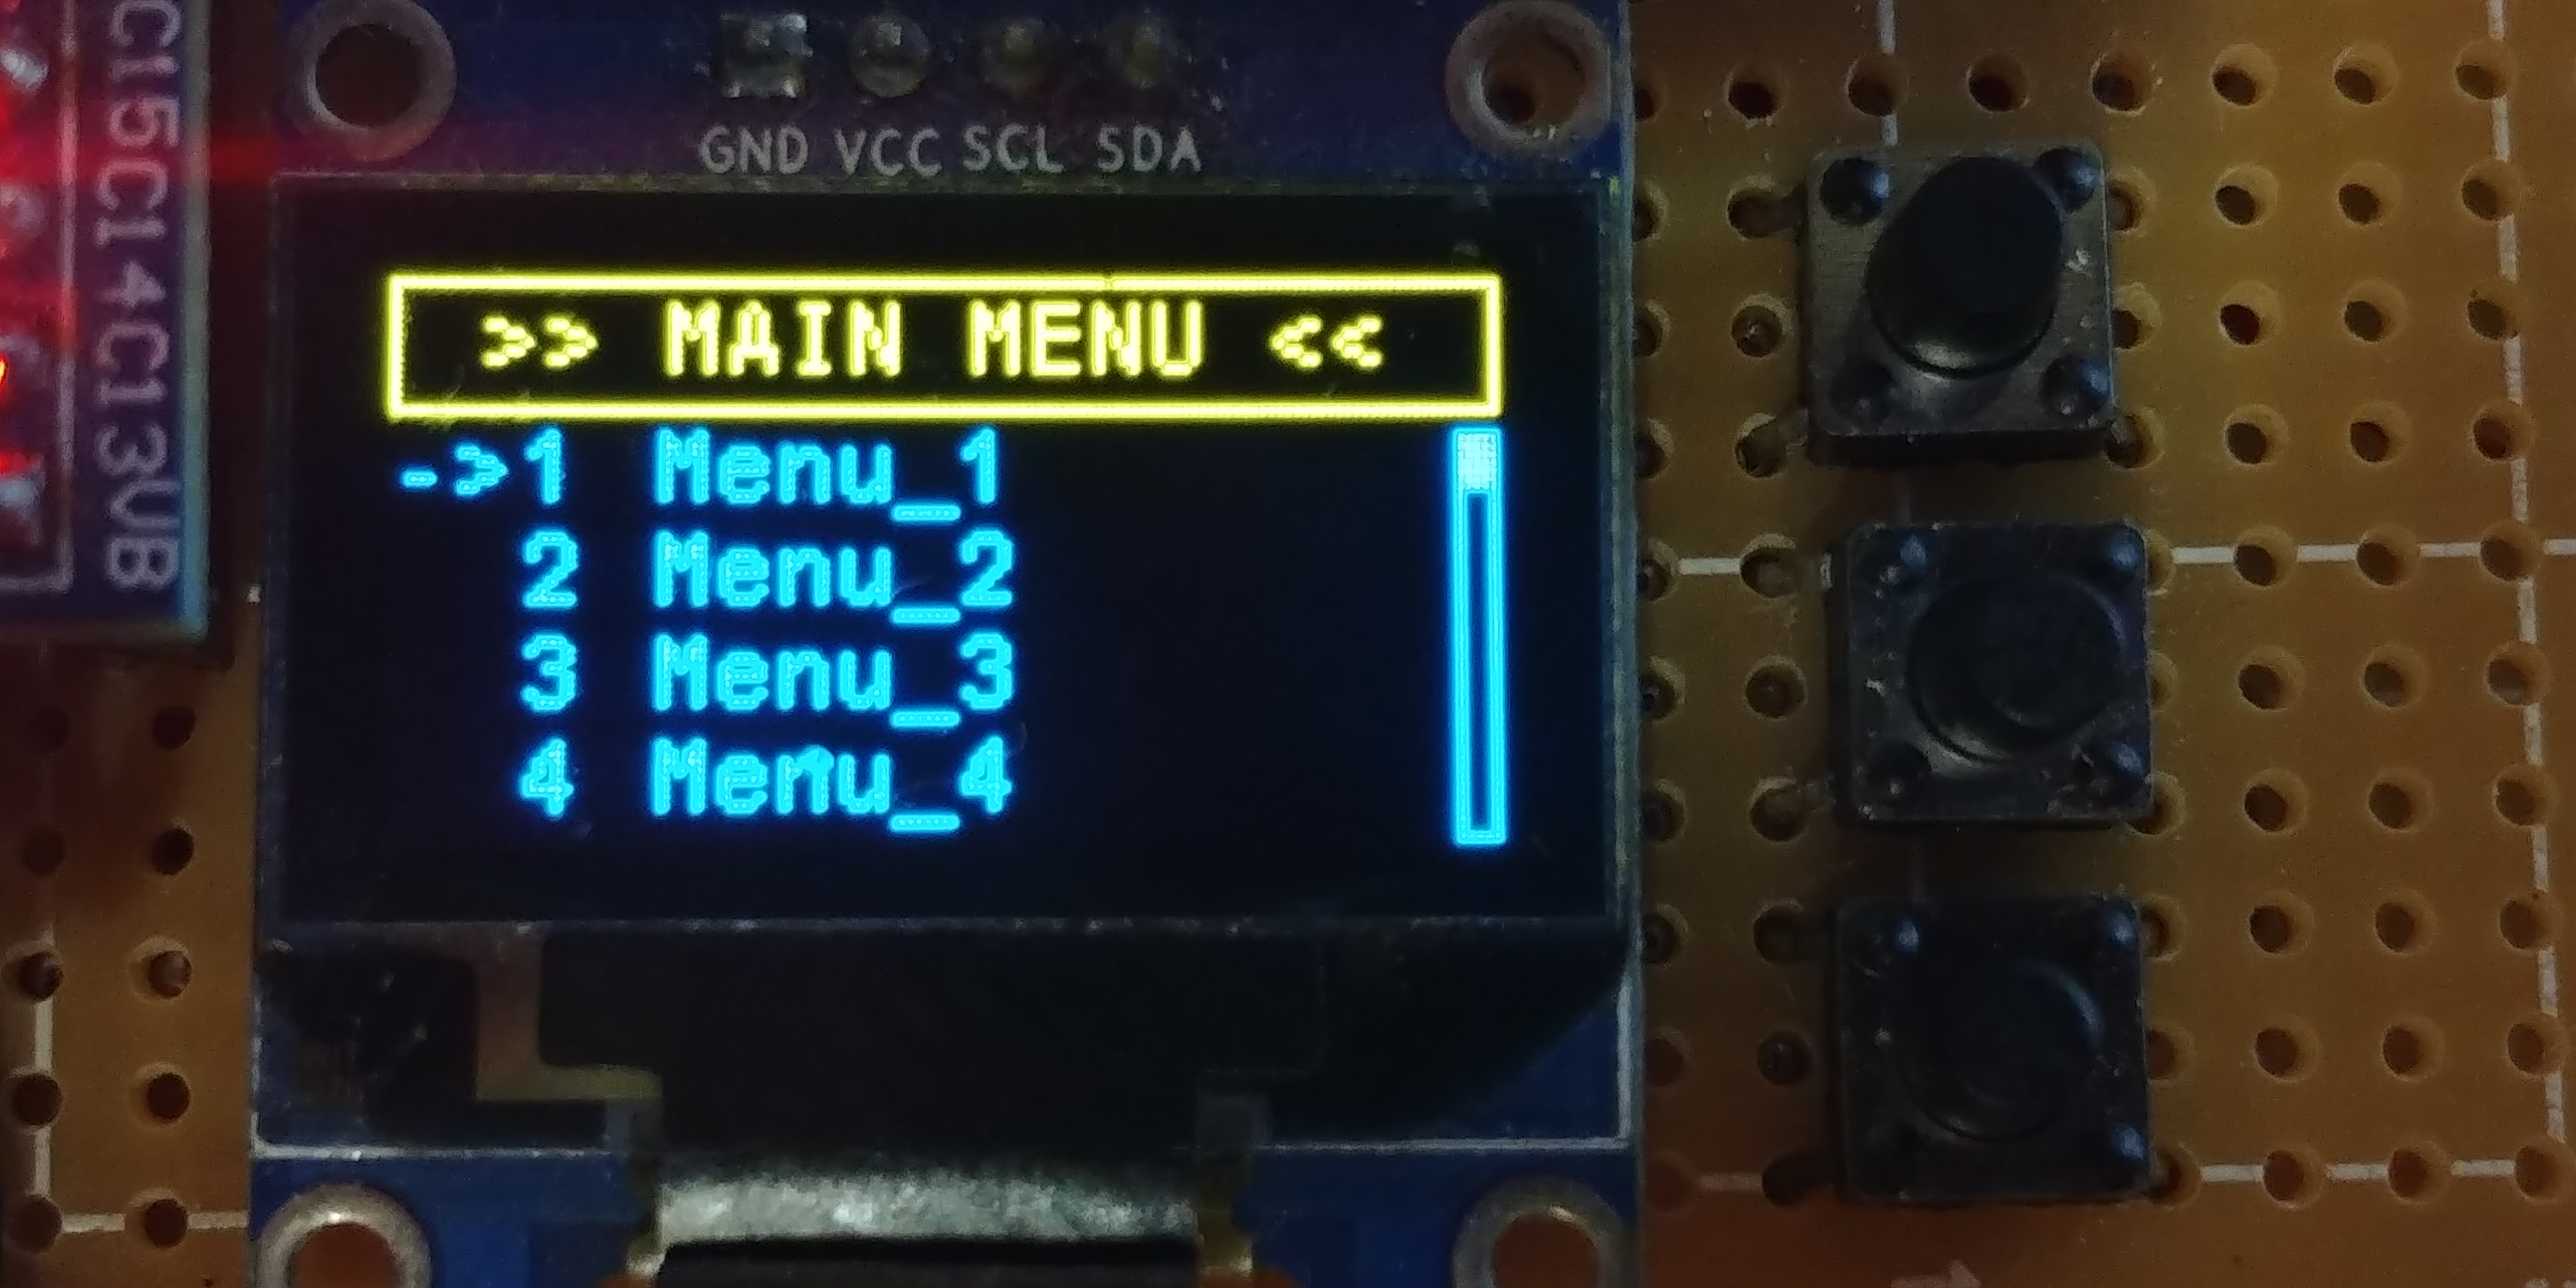 GND VCC SCL SDA
>> MAIN MENU <<
->1 Menu_1
2 Menu_2
3 Menu_3
4 Menu_4
C15C14C13VB